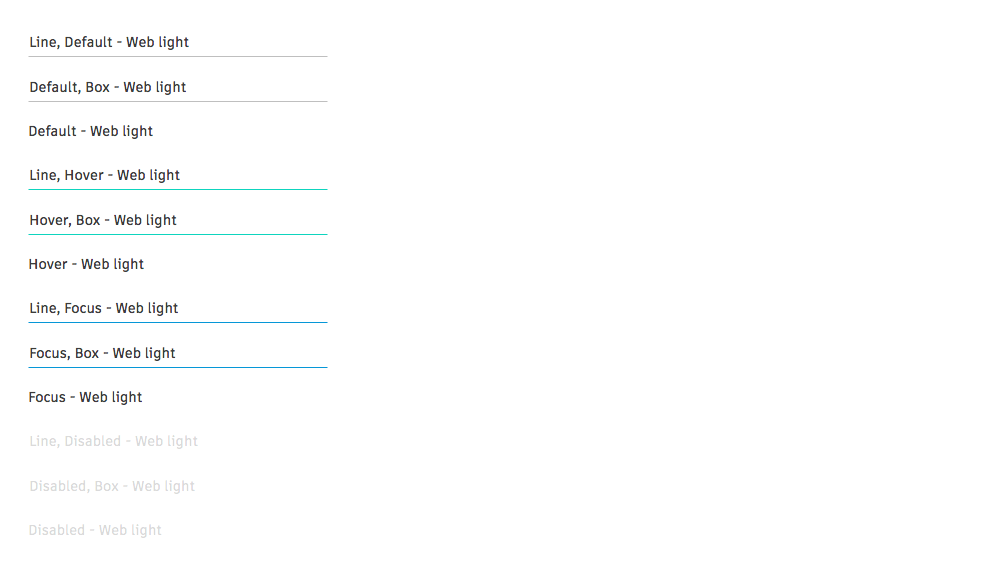 Line, Default - Web light
Default, Box - Web light
Default - Web light
Line, Hover - Web light
Hover, Box - Web light
Hover - Web light
Line, Focus - Web light
Focus, Box - Web light
Focus - Web light
Line, Disabled - Web light
Disabled, Box - Web light
Disabled - Web light